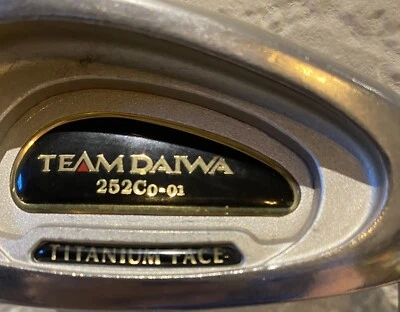 TEAM DAIWA
252Co-01
TITANIUM FACE